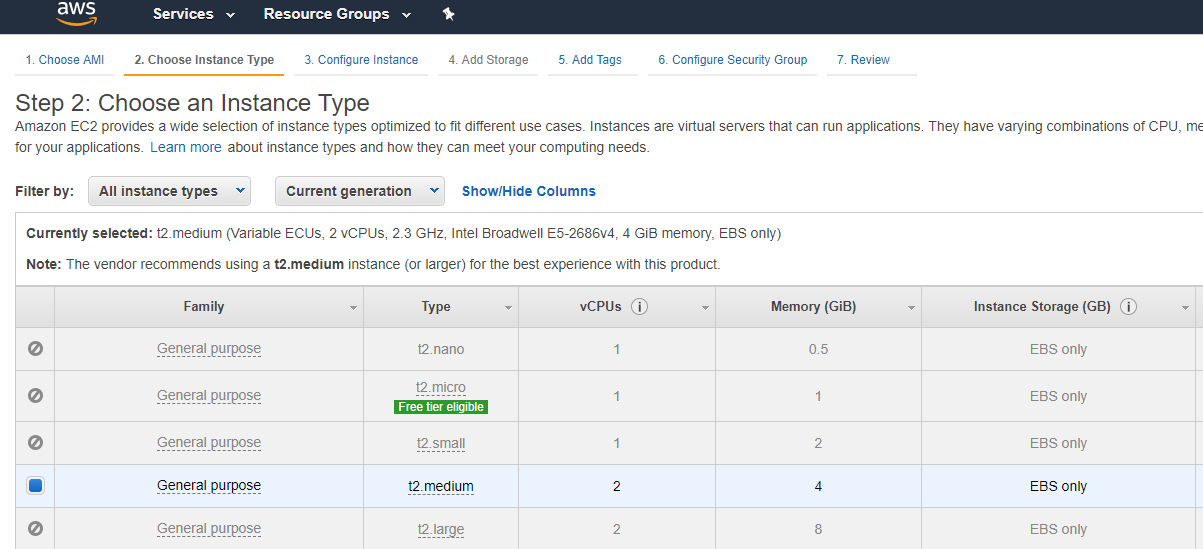 aws
Services Resource Groups
1. Choose AMI 2. Choose Instance Type 3. Configure Instance 4. Add Storage 5. Add Tags 6. Configure Security Group 7. Review
Step 2: Choose an Instance Type
Amazon EC2 provides a wide selection of instance types optimized to fit different use cases. Instances are virtual servers that can run applications. They have varying combinations of CPU, me
for your applications. Learn more about instance types and how they can meet your computing needs.
Filter by: All instance types Current generation Show/Hide Columns
Currently selected: t2.medium (Variable ECUs, 2 vCPUs, 2.3 GHz, Intel Broadwell E5-2686v4, 4 GiB memory, EBS only)
Note: The vendor recommends using a t2.medium instance (or larger) for the best experience with this product.
Family Type vCPUs i Memory (GiB) Instance Storage (GB) i
General purpose t2.nano 1 0.5 EBS only
General purpose t2.micro 1 1 EBS only
Free tier eligible
General purpose t2.small 1 2 EBS only
General purpose t2.medium 2 4 EBS only
General purpose t2.large 2 8 EBS only